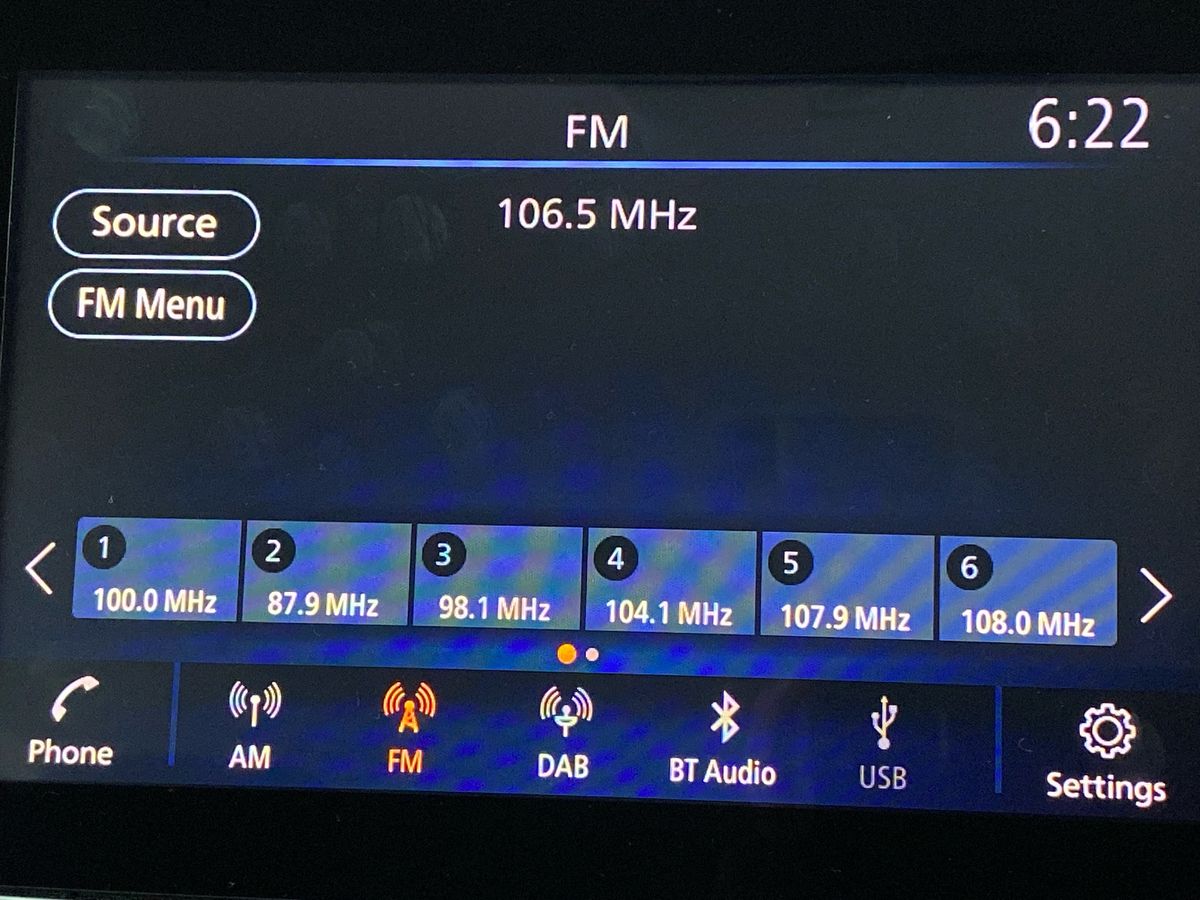 FM
6:22
Source
106.5 MHz
FM Menu
1
100.0 MHz
2
87.9 MHz
3
98.1 MHz
4
104.1 MHz
5
107.9 MHz
6
108.0 MHz
Phone
AM
FM
DAB
BT Audio
USB
Settings